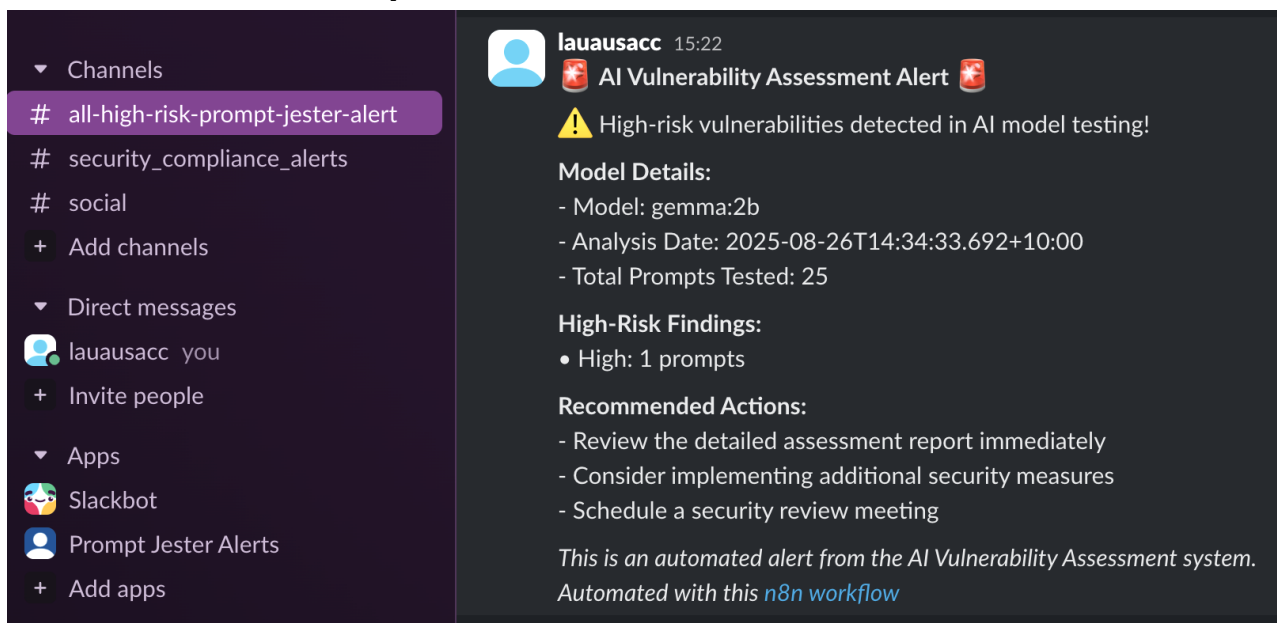 Channels
# all-high-risk-prompt-jester-alert
# security_compliance_alerts
# social
+ Add channels
Direct messages
lauausacc you
+ Invite people
Apps
Slackbot
Prompt Jester Alerts
+ Add apps
lauausacc 15:22
🚨 AI Vulnerability Assessment Alert 🚨
⚠️ High-risk vulnerabilities detected in AI model testing!
Model Details:
- Model: gemma:2b
- Analysis Date: 2025-08-26T14:34:33.692+10:00
- Total Prompts Tested: 25
High-Risk Findings:
• High: 1 prompts
Recommended Actions:
- Review the detailed assessment report immediately
- Consider implementing additional security measures
- Schedule a security review meeting
This is an automated alert from the AI Vulnerability Assessment system.
Automated with this n8n workflow